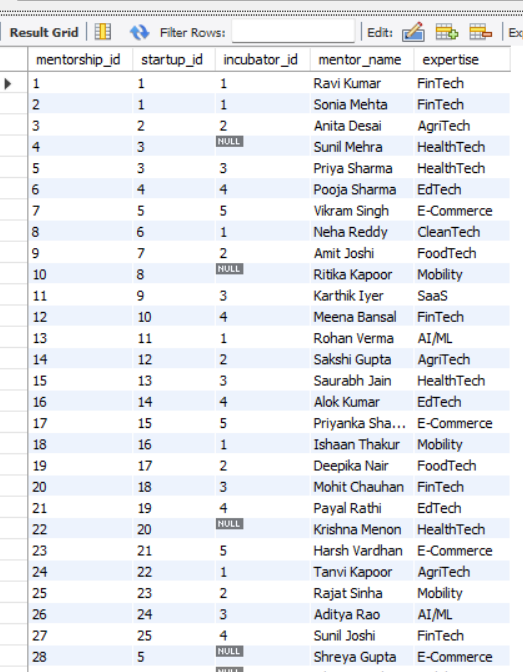 Result Grid Filter Rows: Edit:
mentorship_id startup_id incubator_id mentor_name expertise
1 1 1 Ravi Kumar FinTech
2 1 1 Sonia Mehta FinTech
3 2 2 Anita Desai AgriTech
4 3 NULL Sunil Mehra HealthTech
5 3 3 Priya Sharma HealthTech
6 4 4 Pooja Sharma EdTech
7 5 5 Vikram Singh E-Commerce
8 6 1 Neha Reddy CleanTech
9 7 2 Amit Joshi FoodTech
10 8 NULL Ritika Kapoor Mobility
11 9 3 Karthik Iyer SaaS
12 10 4 Meena Bansal FinTech
13 11 1 Rohan Verma AI/ML
14 12 2 Sakshi Gupta AgriTech
15 13 3 Saurabh Jain HealthTech
16 14 4 Alok Kumar EdTech
17 15 5 Priyanka Sha... E-Commerce
18 16 1 Ishaan Thakur Mobility
19 17 2 Deepika Nair FoodTech
20 18 3 Mohit Chauhan FinTech
21 19 4 Payal Rathi EdTech
22 20 NULL Krishna Menon HealthTech
23 21 5 Harsh Vardhan E-Commerce
24 22 1 Tanvi Kapoor AgriTech
25 23 2 Rajat Sinha Mobility
26 24 3 Aditya Rao AI/ML
27 25 4 Sunil Joshi FinTech
28 5 NULL Shreya Gupta E-Commerce